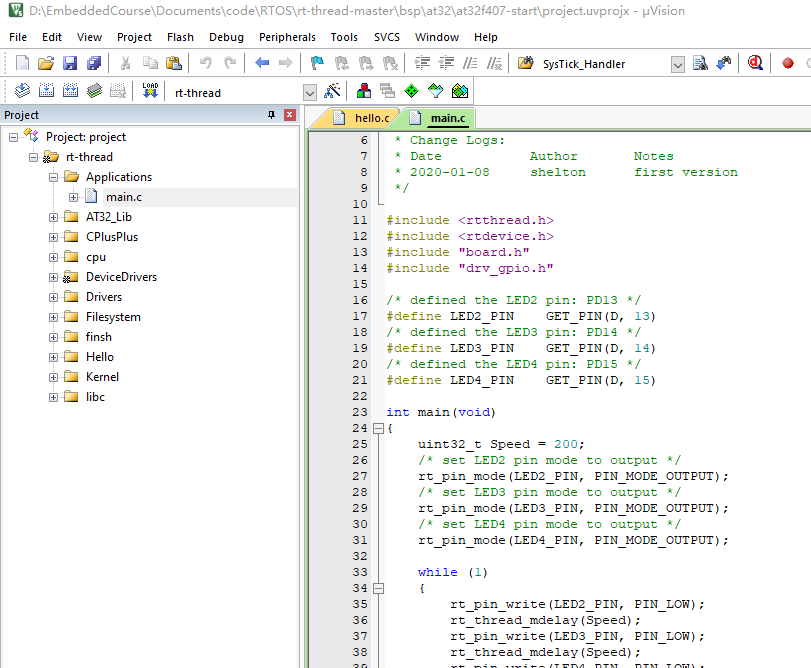 D:\EmbeddedCourse\Documents\code\RTOS\rt-thread-master\bsp\at32\at32f407-start\project.uvprojx - µVision
File Edit View Project Flash Debug Peripherals Tools SVCS Window Help
SysTick_Handler
LOAD
rt-thread
Project
Project: project
rt-thread
Applications
main.c
AT32_Lib
CPlusPlus
cpu
DeviceDrivers
Drivers
Filesystem
finsh
Hello
Kernel
libc
hello.c main.c
6 * Change Logs:
7 * Date Author Notes
8 * 2020-01-08 shelton first version
9 */
10
11 #include <rtthread.h>
12 #include <rtdevice.h>
13 #include "board.h"
14 #include "drv_gpio.h"
15
16 /* defined the LED2 pin: PD13 */
17 #define LED2_PIN GET_PIN(D, 13)
18 /* defined the LED3 pin: PD14 */
19 #define LED3_PIN GET_PIN(D, 14)
20 /* defined the LED4 pin: PD15 */
21 #define LED4_PIN GET_PIN(D, 15)
22
23 int main(void)
24 {
25 uint32_t Speed = 200;
26 /* set LED2 pin mode to output */
27 rt_pin_mode(LED2_PIN, PIN_MODE_OUTPUT);
28 /* set LED3 pin mode to output */
29 rt_pin_mode(LED3_PIN, PIN_MODE_OUTPUT);
30 /* set LED4 pin mode to output */
31 rt_pin_mode(LED4_PIN, PIN_MODE_OUTPUT);
32
33 while (1)
34 {
35 rt_pin_write(LED2_PIN, PIN_LOW);
36 rt_thread_mdelay(Speed);
37 rt_pin_write(LED3_PIN, PIN_LOW);
38 rt_thread_mdelay(Speed);
39 rt_pin_write(LED4_PIN, PIN_LOW);